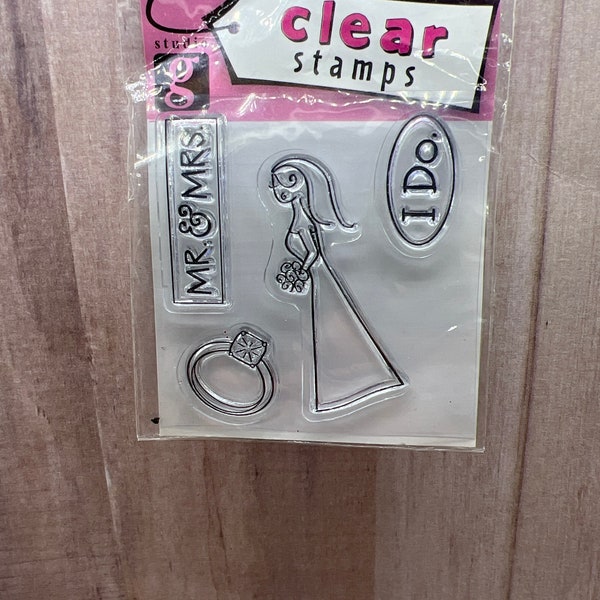 clear
stamps
studio
g
MR. & MRS.
I Do.